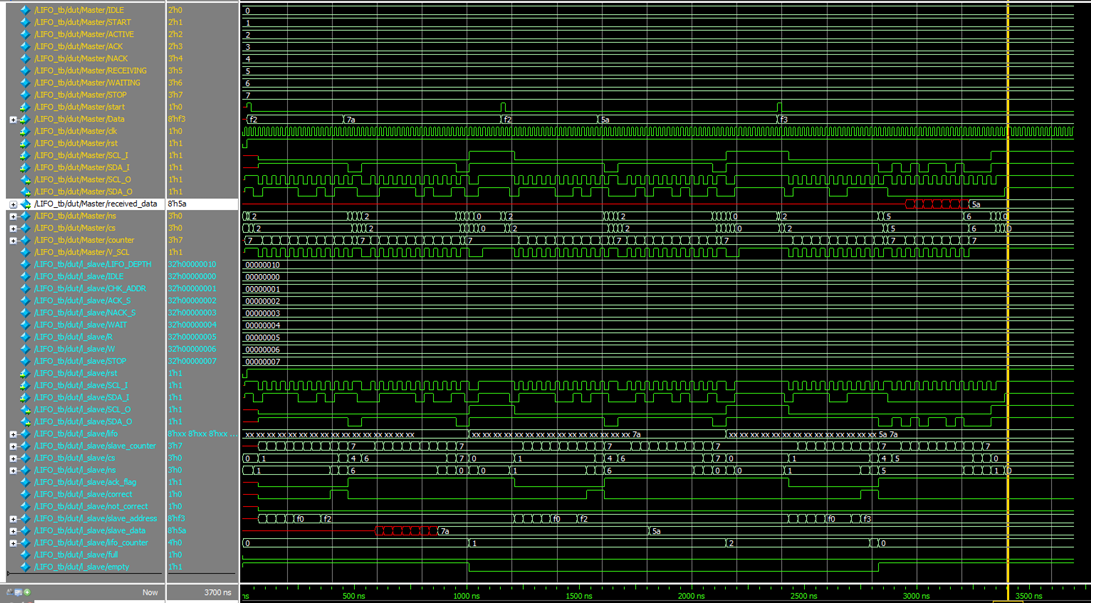 /LIFO_tb/dut/Master/IDLE 2'h0 0
/LIFO_tb/dut/Master/START 2'h1 1
/LIFO_tb/dut/Master/ACTIVE 2'h2 2
/LIFO_tb/dut/Master/ACK 2'h3 3
/LIFO_tb/dut/Master/NACK 3'h4 4
/LIFO_tb/dut/Master/RECEIVING 3'h5 5
/LIFO_tb/dut/Master/WAITING 3'h6 6
/LIFO_tb/dut/Master/STOP 3'h7 7
/LIFO_tb/dut/Master/start 1'h0
/LIFO_tb/dut/Master/Data 8'hf3 f2 7a f2 5a f3
/LIFO_tb/dut/Master/clk 1'h0
/LIFO_tb/dut/Master/rst 1'h1
/LIFO_tb/dut/Master/SCL_I 1'h1
/LIFO_tb/dut/Master/SDA_I 1'h1
/LIFO_tb/dut/Master/SCL_O 1'h1
/LIFO_tb/dut/Master/SDA_O 1'h1
/LIFO_tb/dut/Master/received_data 8'h5a 5a
/LIFO_tb/dut/Master/ns 3'h0 2 2 0 2 2 0 2 5 6
/LIFO_tb/dut/Master/cs 3'h0 2 2 0 2 2 0 2 5 6 0
/LIFO_tb/dut/Master/counter 3'h7 7 7 7 7 7 7 7
/LIFO_tb/dut/Master/V_SCL 1'h1
/LIFO_tb/dut/I_slave/LIFO_DEPTH 32'h00000010 00000010
/LIFO_tb/dut/I_slave/IDLE 32'h00000000 00000000
/LIFO_tb/dut/I_slave/CHK_ADDR 32'h00000001 00000001
/LIFO_tb/dut/I_slave/ACK_S 32'h00000002 00000002
/LIFO_tb/dut/I_slave/NACK_S 32'h00000003 00000003
/LIFO_tb/dut/I_slave/WAIT 32'h00000004 00000004
/LIFO_tb/dut/I_slave/R 32'h00000005 00000005
/LIFO_tb/dut/I_slave/W 32'h00000006 00000006
/LIFO_tb/dut/I_slave/STOP 32'h00000007 00000007
/LIFO_tb/dut/I_slave/rst 1'h1
/LIFO_tb/dut/I_slave/SCL_I 1'h1
/LIFO_tb/dut/I_slave/SDA_I 1'h1
/LIFO_tb/dut/I_slave/SCL_O 1'h1
/LIFO_tb/dut/I_slave/SDA_O 1'h1
/LIFO_tb/dut/I_slave/lifo 8'hxx 8'hxx 8'hxx ... xx xx xx xx xx xx xx xx xx xx xx xx xx xx xx xx xx xx xx xx xx xx xx xx xx xx xx xx xx xx xx 7a xx xx xx xx xx xx xx xx xx xx xx xx xx xx 5a 7a
/LIFO_tb/dut/I_slave/slave_counter 3'h7 7 7 7 7 7 7
/LIFO_tb/dut/I_slave/cs 3'h0 0 1 4 6 7 0 1 4 6 7 0 1 4 5 0
/LIFO_tb/dut/I_slave/ns 3'h0 1 6 0 0 1 6 0 0 1 5 1 0
/LIFO_tb/dut/I_slave/ack_flag 1'h1
/LIFO_tb/dut/I_slave/correct 1'h0
/LIFO_tb/dut/I_slave/not_correct 1'h0
/LIFO_tb/dut/I_slave/slave_address 8'hf3 f0 f2 f0 f2 f0 f3
/LIFO_tb/dut/I_slave/slave_data 8'h5a 7a 5a
/LIFO_tb/dut/I_slave/lifo_counter 4'h0 0 1 2 0
/LIFO_tb/dut/I_slave/full 1'h0
/LIFO_tb/dut/I_slave/empty 1'h1
Now 3700 ns ns 500 ns 1000 ns 1500 ns 2000 ns 2500 ns 3000 ns 3500 ns